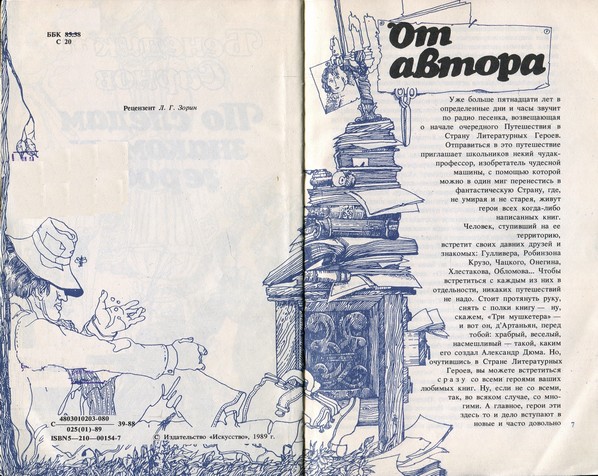 ББК 85.38
С 20
Рецензент Л. Г. Зорин
С 4803010203-080 39-88
025(01)-89
ISBN5—210—00154-7
© Издательство «Искусство», 1989 г.
От
автора
Уже больше пятнадцати лет в
определенные дни и часы звучит
по радио песенка, возвещающая
о начале очередного Путешествия в
Страну Литературных Героев.
Отправиться в это путешествие
приглашает школьников некий чудак-
профессор, изобретатель чудесной
машины, с помощью которой
можно в один миг перенестись в
фантастическую Страну, где,
не умирая и не старея, живут
герои всех когда-либо
написанных книг.
Человек, ступивший на ее
территорию,
встретит своих давних друзей и
знакомых: Гулливера, Робинзона
Крузо, Чацкого, Онегина,
Хлестакова, Обломова... Чтобы
встретиться с каждым из них в
отдельности, никаких путешествий
не надо. Стоит протянуть руку,
снять с полки книгу — ну,
скажем, «Три мушкетера» —
и вот он, д'Артаньян, перед
тобой: храбрый, веселый,
насмешливый — такой, каким
его создал Александр Дюма. Но,
очутившись в Стране Литературных
Героев, вы можете встретиться
сразу со всеми героями ваших
любимых книг. Ну, если не со всеми,
так, во всяком случае, со мно-
гими. А главное, герои эти
здесь то и дело вступают в
новые и часто довольно
7